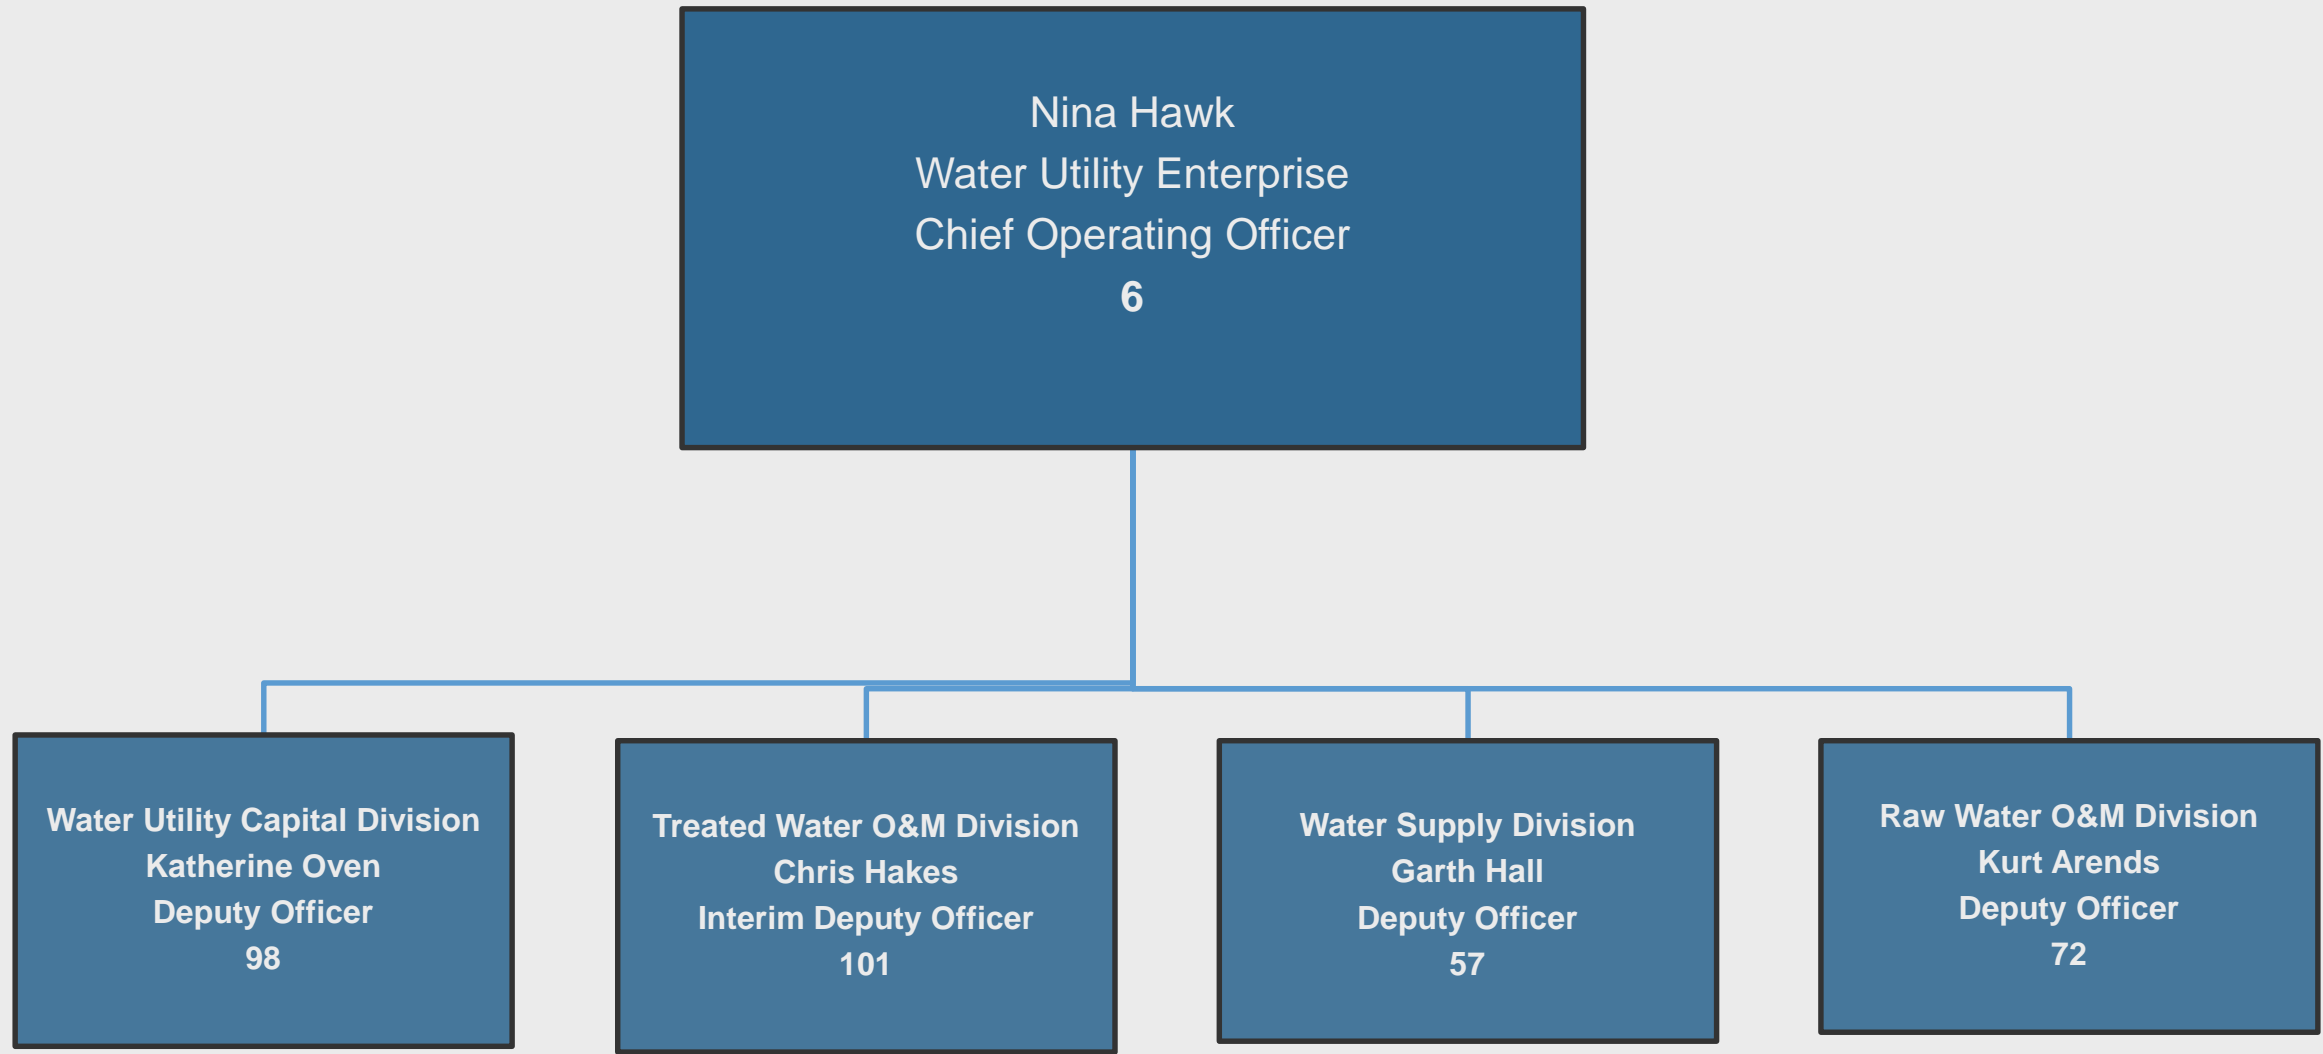 Nina Hawk
Water Utility Enterprise
Chief Operating Officer
6
Water Utility Capital Division
Katherine Oven
Deputy Officer
98
Treated Water O&M Division
Chris Hakes
Interim Deputy Officer
101
Water Supply Division
Garth Hall
Deputy Officer
57
Raw Water O&M Division
Kurt Arends
Deputy Officer
72